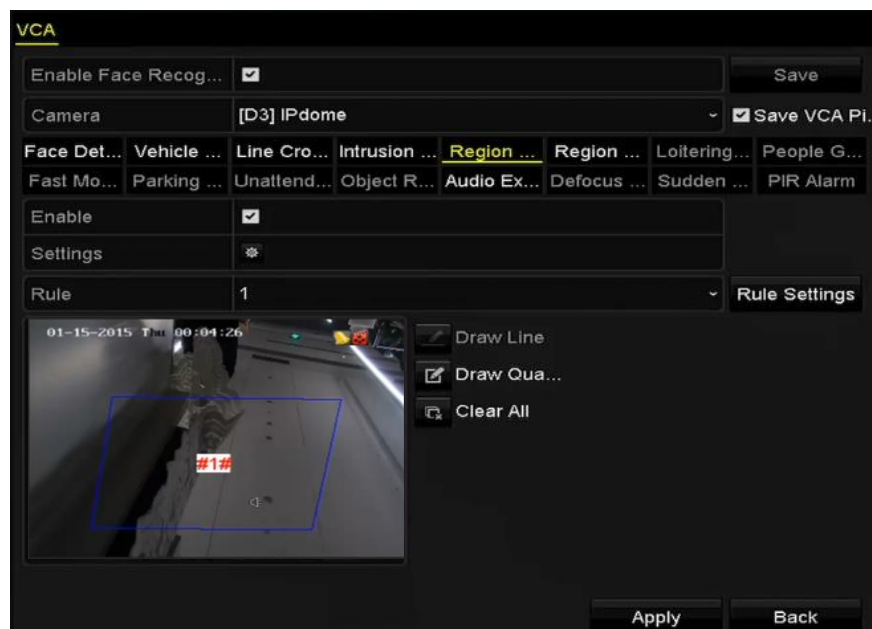 VCA
Enable Face Recog...
Save
Camera [D3] IPdome
Save VCA Pi.
Face Det... Vehicle ... Line Cro... Intrusion ... Region ... Region ... Loitering... People G...
Fast Mo... Parking ... Unattend... Object R... Audio Ex... Defocus ... Sudden ... PIR Alarm
Enable
Settings
Rule 1 Rule Settings
01-15-2015 Thu 00:04:26
Draw Line
Draw Qua...
Clear All
#1#
Apply Back